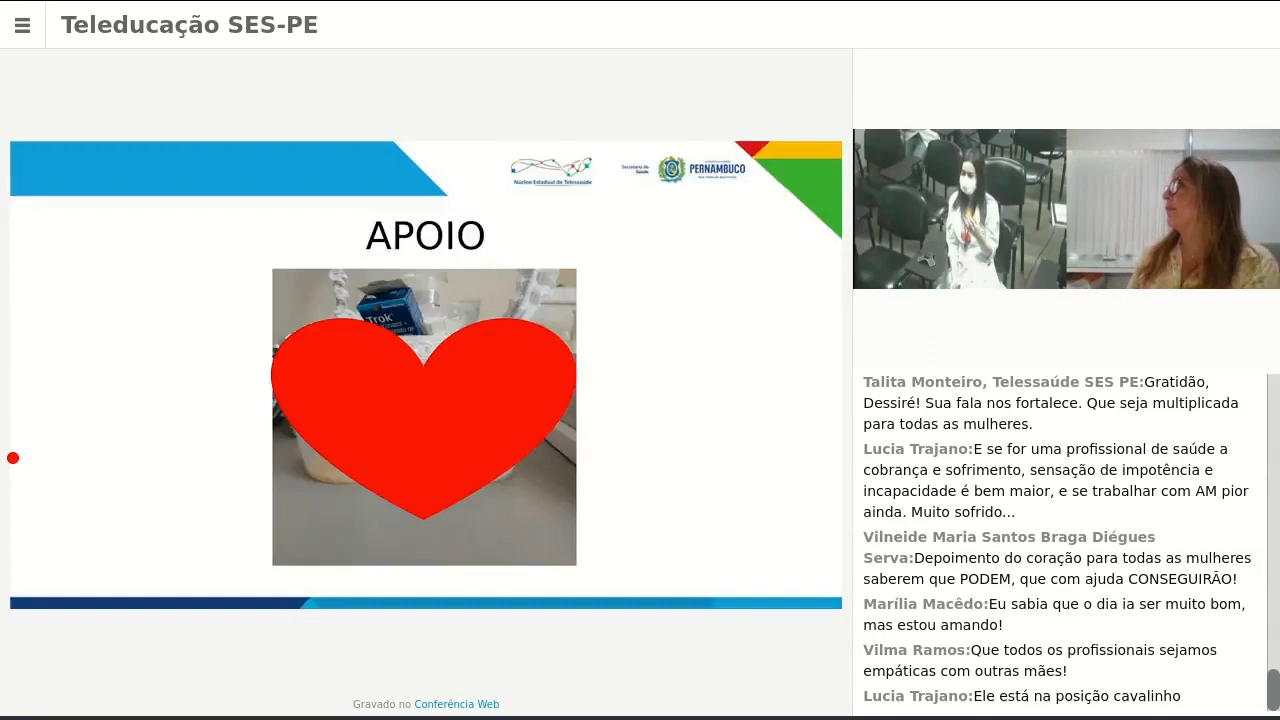 Teleducação SES-PE
Núcleo Estadual de Telessaúde
Secretaria de
Saúde
PERNAMBUCO
APOIO
Trok
Talita Monteiro, Telessaúde SES PE:Gratidão,
Dessiré! Sua fala nos fortalece. Que seja multiplicada
para todas as mulheres.
Lucia Trajano:E se for uma profissional de saúde a
cobrança e sofrimento, sensação de impotência e
incapacidade é bem maior, e se trabalhar com AM pior
ainda. Muito sofrido...
Vilneide Maria Santos Braga Diégues
Serva:Depoimento do coração para todas as mulheres
saberem que PODEM, que com ajuda CONSEGUIRÃO!
Marília Macêdo:Eu sabia que o dia ia ser muito bom,
mas estou amando!
Vilma Ramos:Que todos os profissionais sejamos
empáticas com outras mães!
Lucia Trajano:Ele está na posição cavalinho
Gravado no Conferência Web